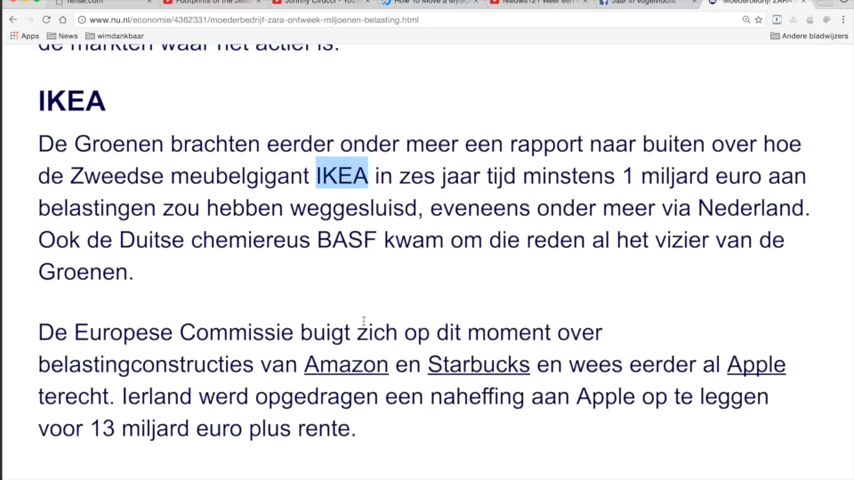 www.nu.nl/economie/4382331/moederbedrijf-zara-ontweek-miljoenen-belasting.html
Apps News wimdankbaar Andere bladwijzers
de markten waar het actief is.
IKEA
De Groenen brachten eerder onder meer een rapport naar buiten over hoe
de Zweedse meubelgigant IKEA in zes jaar tijd minstens 1 miljard euro aan
belastingen zou hebben weggesluisd, eveneens onder meer via Nederland.
Ook de Duitse chemiereus BASF kwam om die reden al het vizier van de
Groenen.
De Europese Commissie buigt zich op dit moment over
belastingconstructies van Amazon en Starbucks en wees eerder al Apple
terecht. Ierland werd opgedragen een naheffing aan Apple op te leggen
voor 13 miljard euro plus rente.